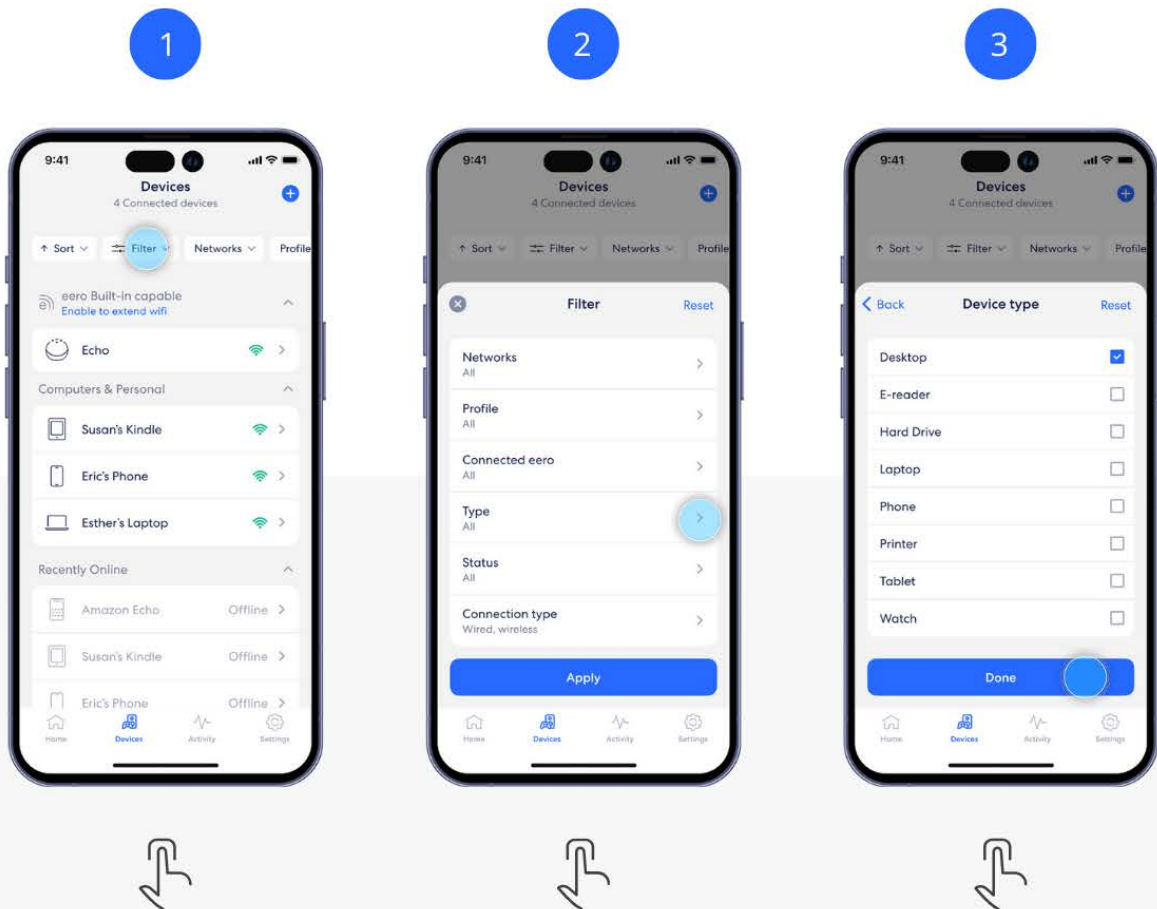 1
9:41
Devices
4 Connected devices
Sort
Filter
Networks
Profile
eero Built-in capable
Enable to extend wifi
Echo
Computers & Personal
Susan's Kindle
Eric's Phone
Esther's Laptop
Recently Online
Amazon Echo Offline
Susan's Kindle Offline
Eric's Phone Offline
Home Devices Activity Settings
2
9:41
Devices
4 Connected devices
Sort Filter Networks Profile
Filter Reset
Networks
All
Profile
All
Connected eero
All
Type
All
Status
All
Connection type
Wired, wireless
Apply
Home Devices Activity Settings
3
9:41
Devices
4 Connected devices
Sort Filter Networks Profile
Back Device type Reset
Desktop
E-reader
Hard Drive
Laptop
Phone
Printer
Tablet
Watch
Done
Home Devices Activity Settings